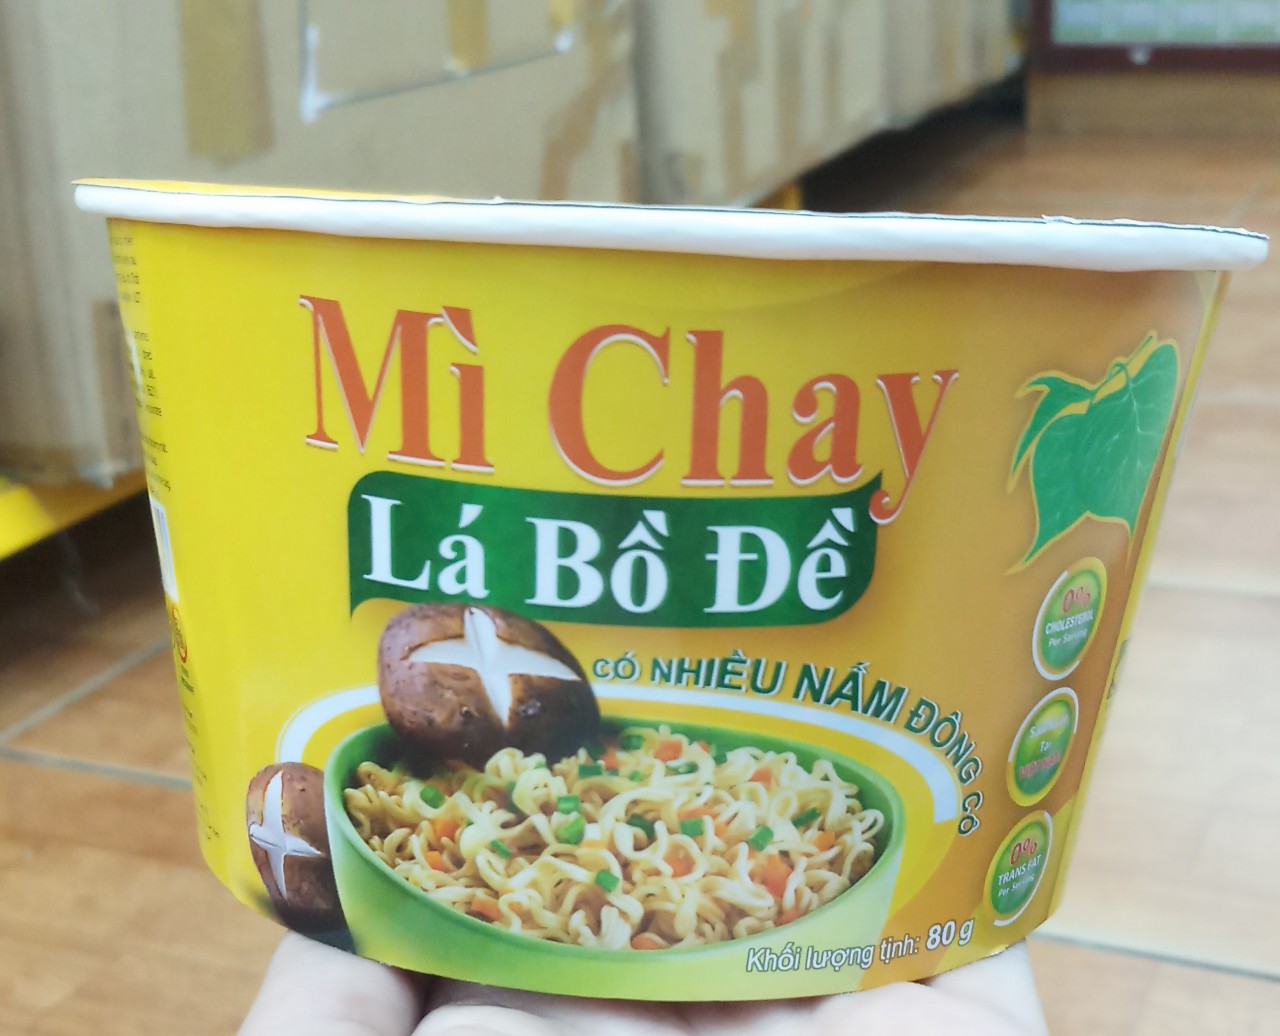 Mì Chay
Lá Bồ Đề
CÓ NHIỀU NẤM ĐÔNG CÔ
0%
CHOLESTEROL
Per Serving
0%
TRANS FAT
Per Serving
Khối lượng tịnh: 80 g